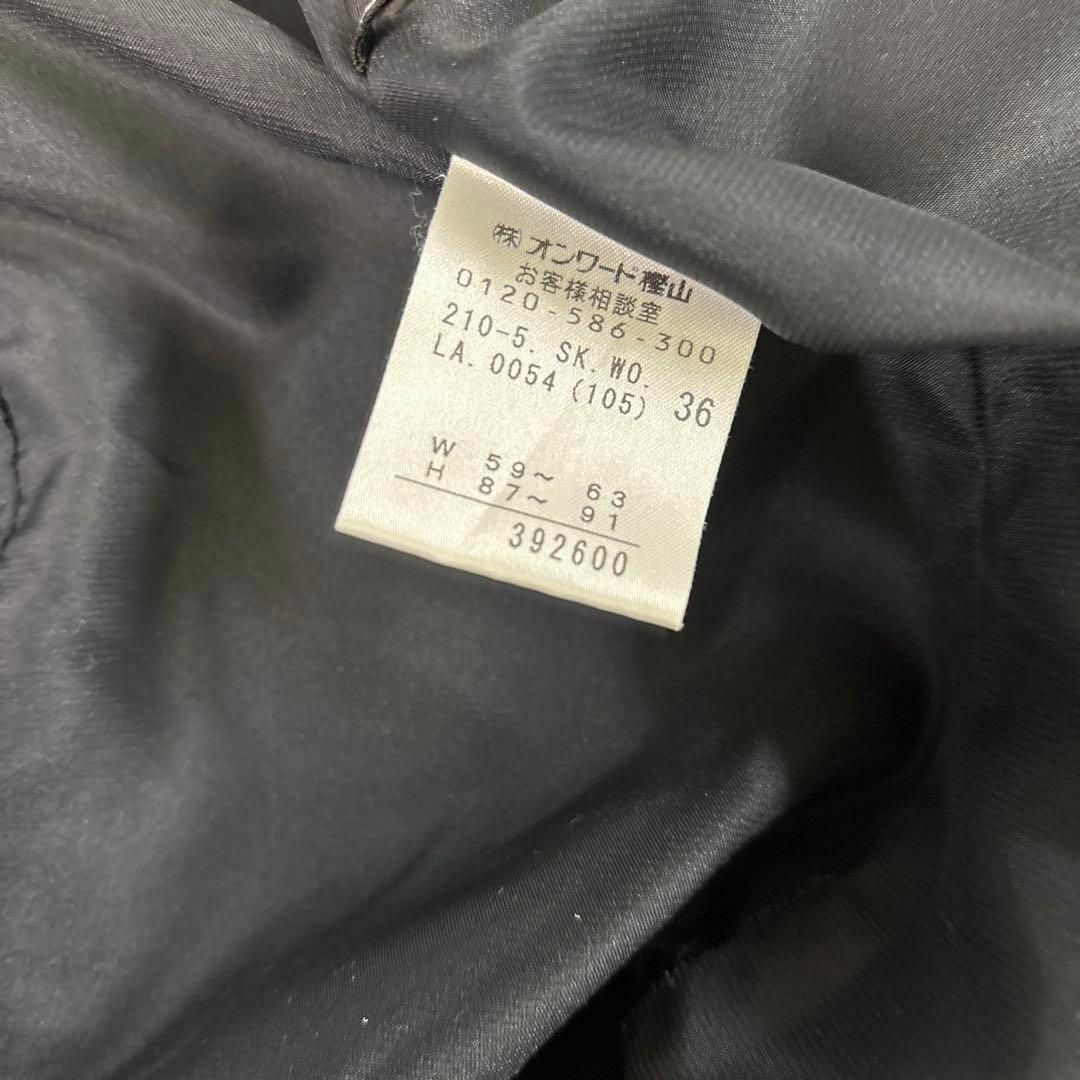 ㈱オンワード樫山
お客様相談室
0120-586-300
210-5. SK. WO.
LA. 0054 (105) 36
W 59～ 63
H 87～ 91
392600